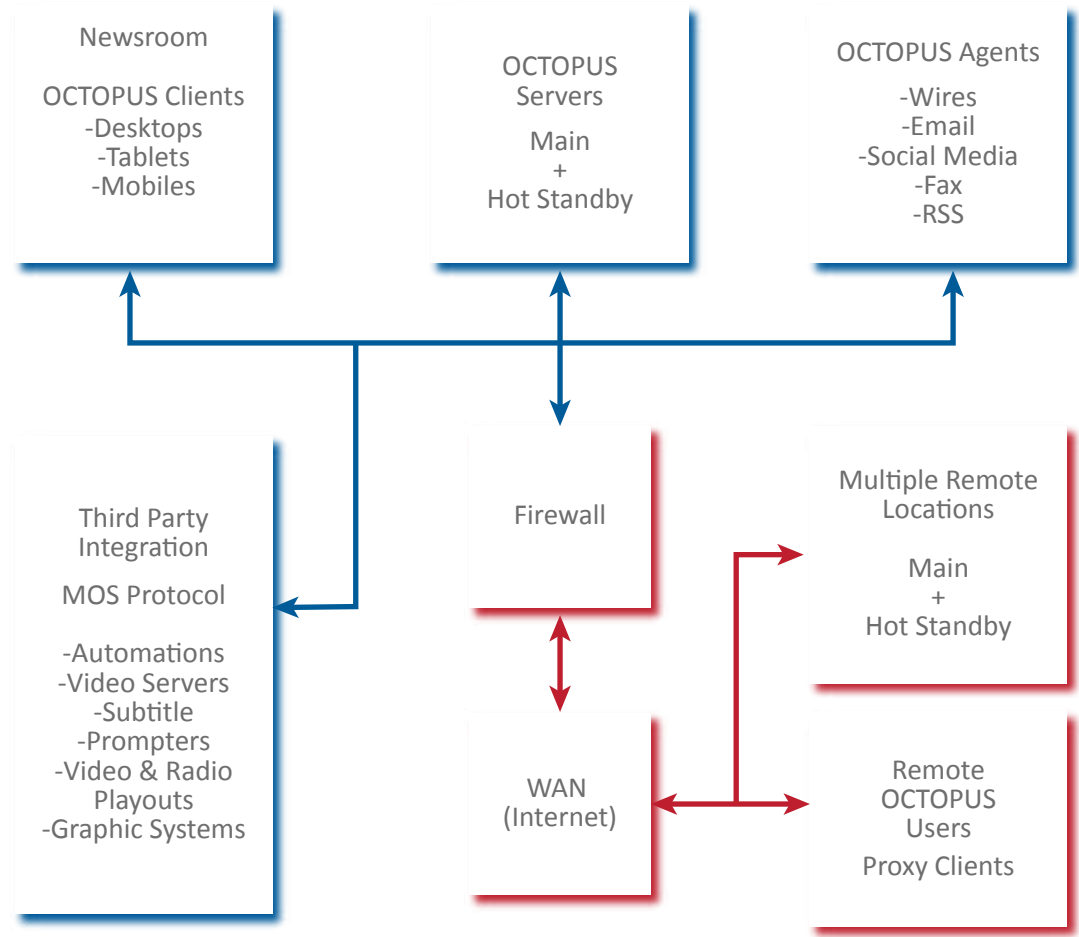 Newsroom
OCTOPUS Clients
-Desktops
-Tablets
-Mobiles
OCTOPUS
Servers
Main
+
Hot Standby
OCTOPUS Agents
-Wires
-Email
-Social Media
-Fax
-RSS
Third Party
Integration
MOS Protocol
-Automations
-Video Servers
-Subtitle
-Prompters
-Video & Radio
Playouts
-Graphic Systems
Firewall
Multiple Remote
Locations
Main
+
Hot Standby
WAN
(Internet)
Remote
OCTOPUS
Users
Proxy Clients